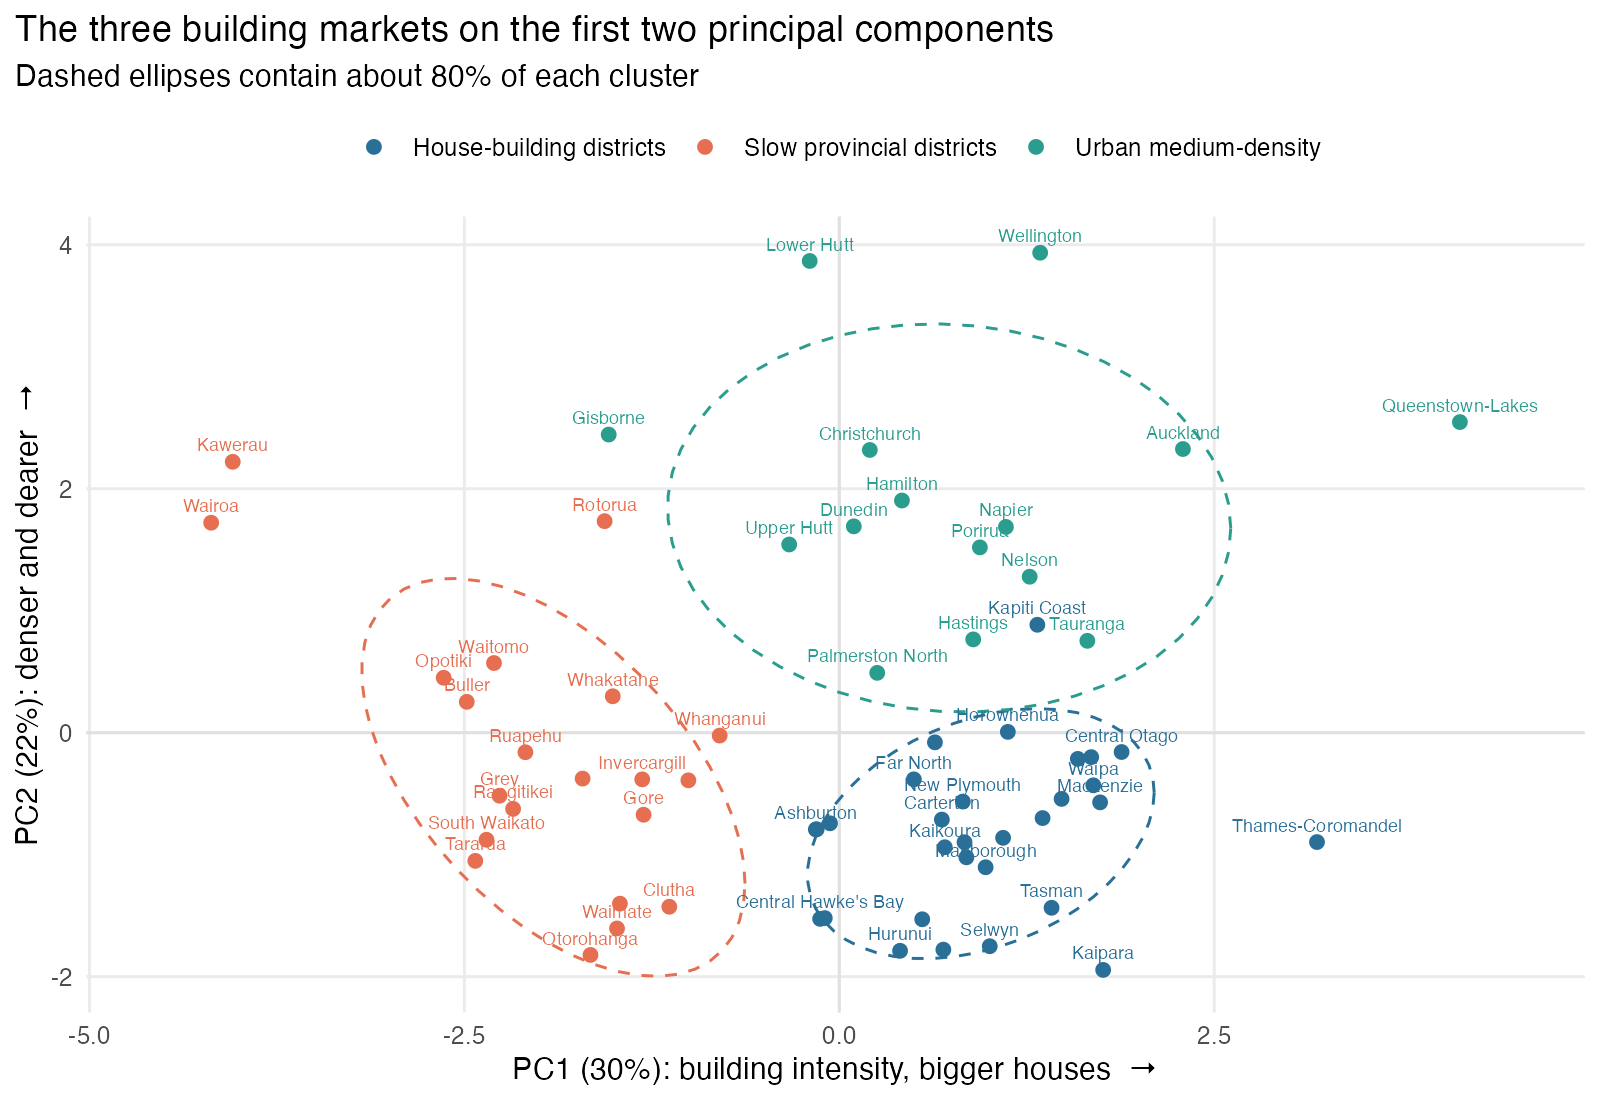 The three building markets on the first two principal components
Dashed ellipses contain about 80% of each cluster
House-building districts
Slow provincial districts
Urban medium-density
4
2
0
-2
PC2 (22%): denser and dearer →
Lower Hutt
Wellington
Queenstown-Lakes
Gisborne
Christchurch
Auckland
Kawerau
Hamilton
Wairoa
Rotorua
Dunedin
Napier
Upper Hutt
Porirua
Nelson
Kapiti Coast
Hastings
Tauranga
Palmerston North
Waitomo
Opotiki
Buller
Whakatane
Whanganui
Horowhenua
Ruapehu
Central Otago
Invercargill
Far North
Waipa
Grey
Rangitikei
New Plymouth
Mackenzie
Gore
Carterton
Ashburton
South Waikato
Kaikoura
Thames-Coromandel
Tararua
Marlborough
Clutha
Tasman
Central Hawke's Bay
Waimate
Hurunui
Selwyn
Otorohanga
Kaipara
-5.0
-2.5
0.0
2.5
PC1 (30%): building intensity, bigger houses →